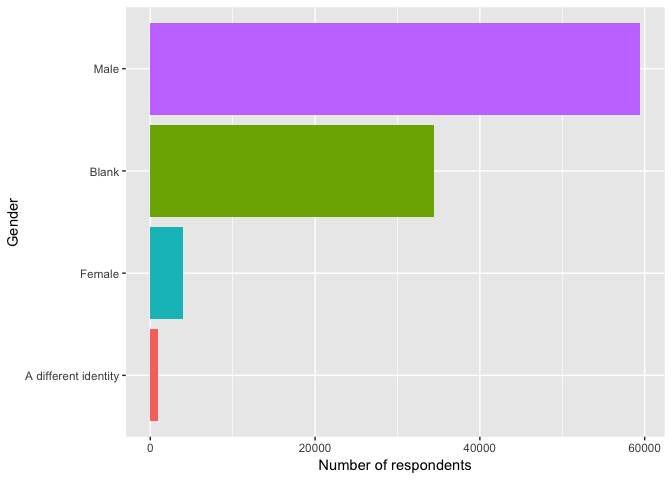 Male
Blank
Female
A different identity
Gender
0
20000
40000
60000
Number of respondents